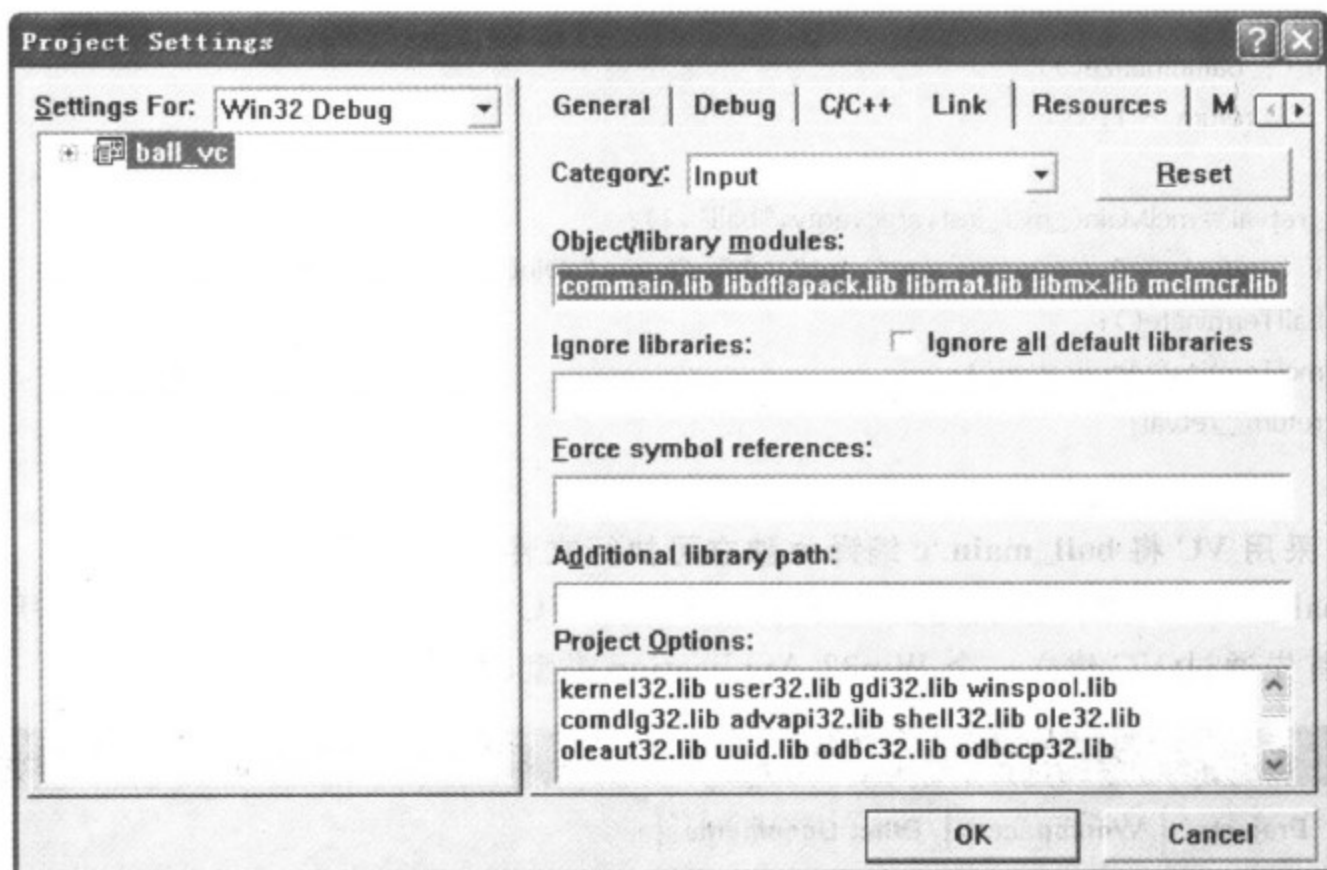 Project Settings
Settings For: Win32 Debug
ball_vc
General Debug C/C++ Link Resources M
Category: Input
Reset
Object/library modules:
commain.lib libdflapack.lib libmat.lib libmx.lib mclmcr.lib
Ignore libraries:
Ignore all default libraries
Force symbol references:
Additional library path:
Project Options:
kernel32.lib user32.lib gdi32.lib winspool.lib
comdlg32.lib advapi32.lib shell32.lib ole32.lib
oleaut32.lib uuid.lib odbc32.lib odbccp32.lib
OK Cancel